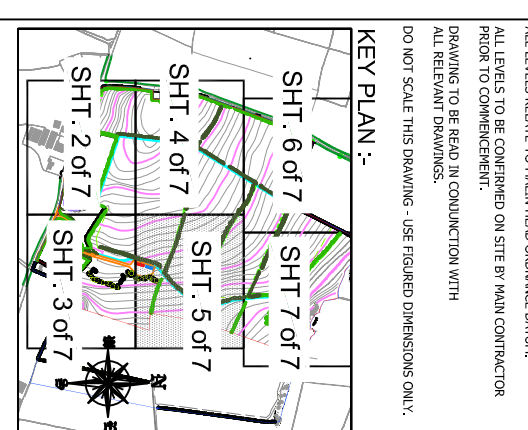 ALL LEVELS TO BE CONFIRMED ON SITE BY MAIN CONTRACTOR
PRIOR TO COMMENCEMENT.
DRAWING TO BE READ IN CONJUNCTION WITH
ALL RELEVANT DRAWINGS.
DO NOT SCALE THIS DRAWING - USE FIGURED DIMENSIONS ONLY.
KEY PLAN :-
SHT. 6 of 7
SHT 7 of 7
SHT. 4 of 7
SHT. 5 of 7
SHT. 2 of 7
SHT. 3 of 7
N